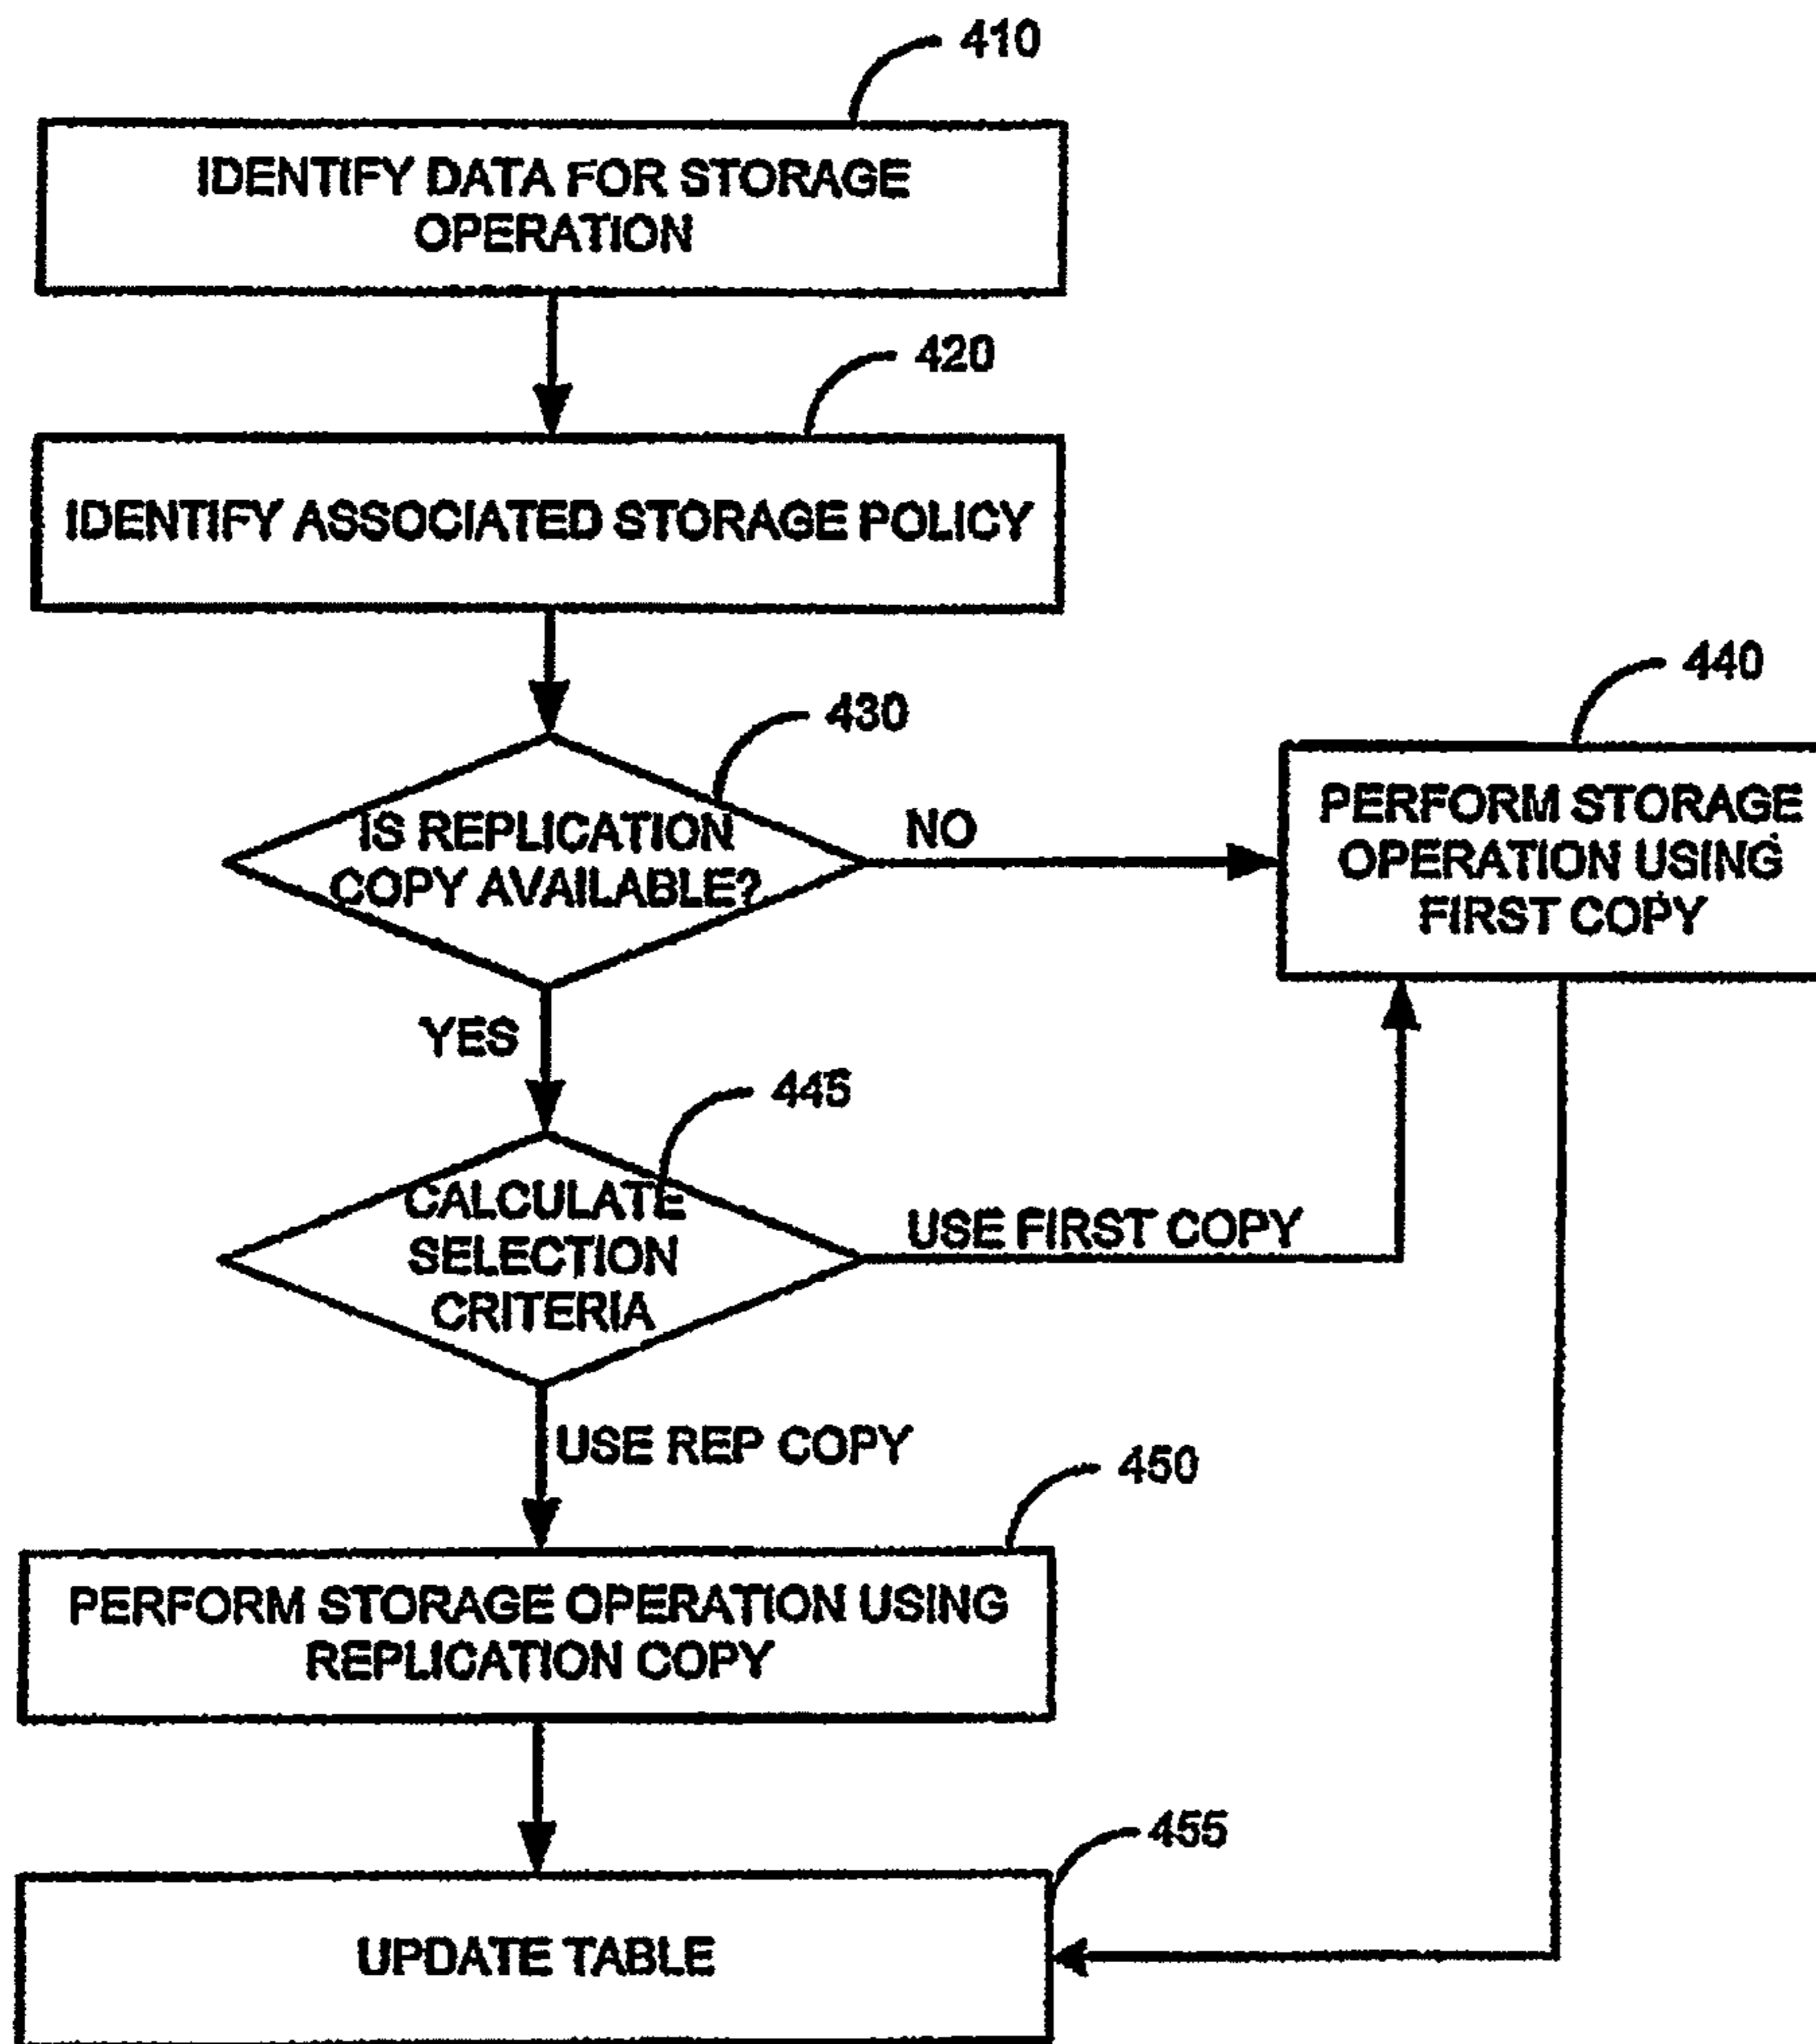 410
IDENTIFY DATA FOR STORAGE
OPERATION
420
IDENTIFY ASSOCIATED STORAGE POLICY
430
IS REPLICATION
COPY AVAILABLE?
NO
440
PERFORM STORAGE
OPERATION USING
FIRST COPY
YES
445
CALCULATE
SELECTION
CRITERIA
USE FIRST COPY
USE REP COPY
450
PERFORM STORAGE OPERATION USING
REPLICATION COPY
455
UPDATE TABLE